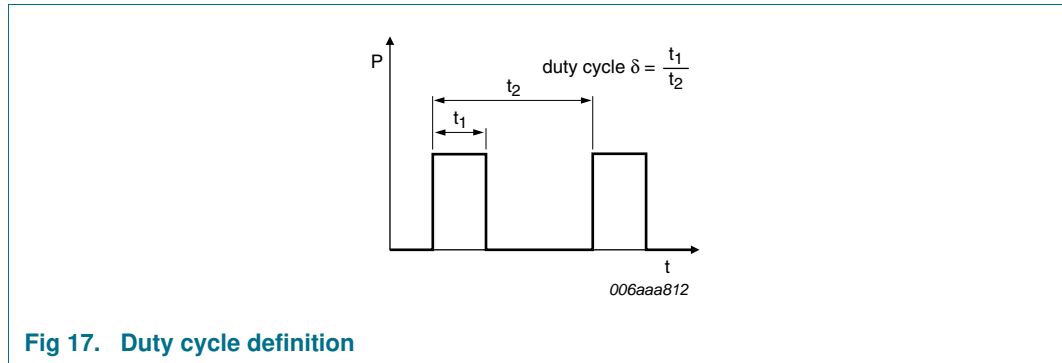 P
duty cycle δ = t1/t2
t2
t1
t
006aaa812
Fig 17. Duty cycle definition